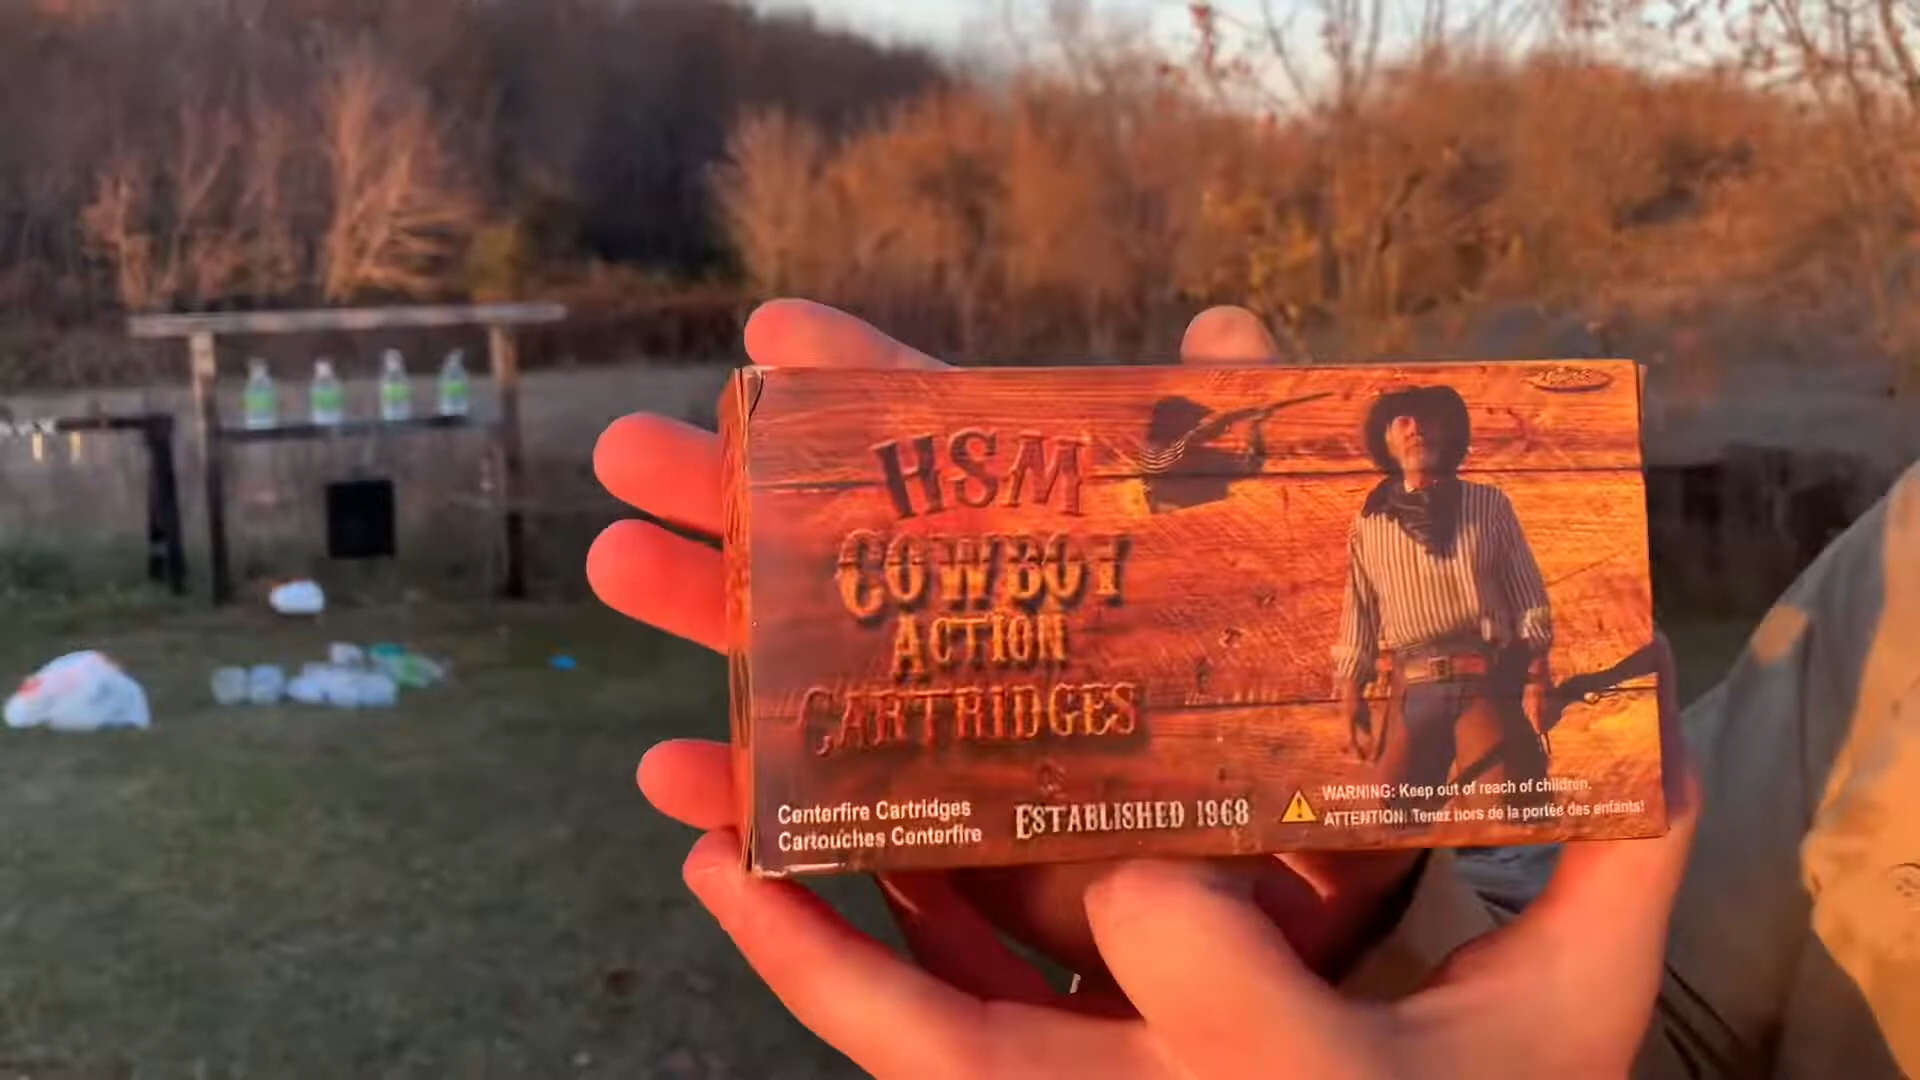 HSM
COWBOY
ACTION
CARTRIDGES
Centerfire Cartridges
Cartouches Centerfire
ESTABLISHED 1968
WARNING: Keep out of reach of children.
ATTENTION: Tenez hors de la portée des enfants!